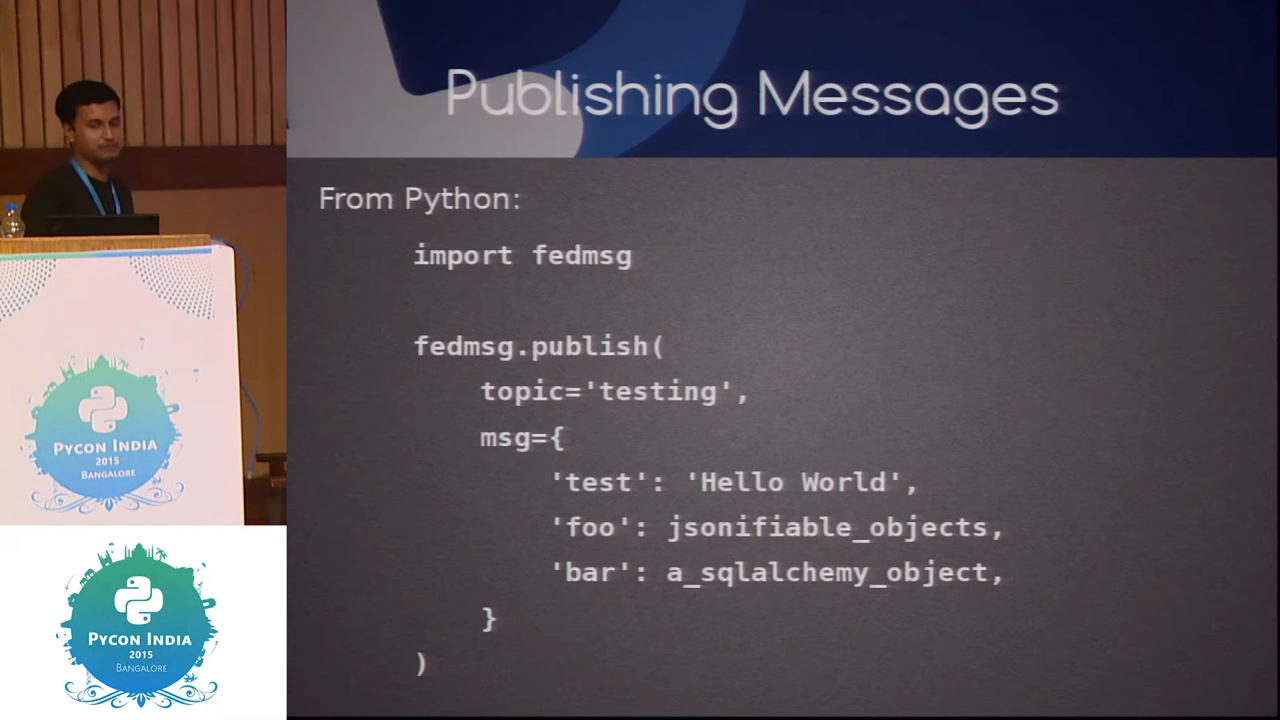 Publishing Messages
From Python:
import fedmsg
fedmsg.publish(
topic='testing',
msg={
'test': 'Hello World',
'foo': jsonifiable_objects,
'bar': a_sqlalchemy_object,
}
)
PYCON INDIA
2015
BANGALORE
PYCON INDIA
2015
BANGALORE